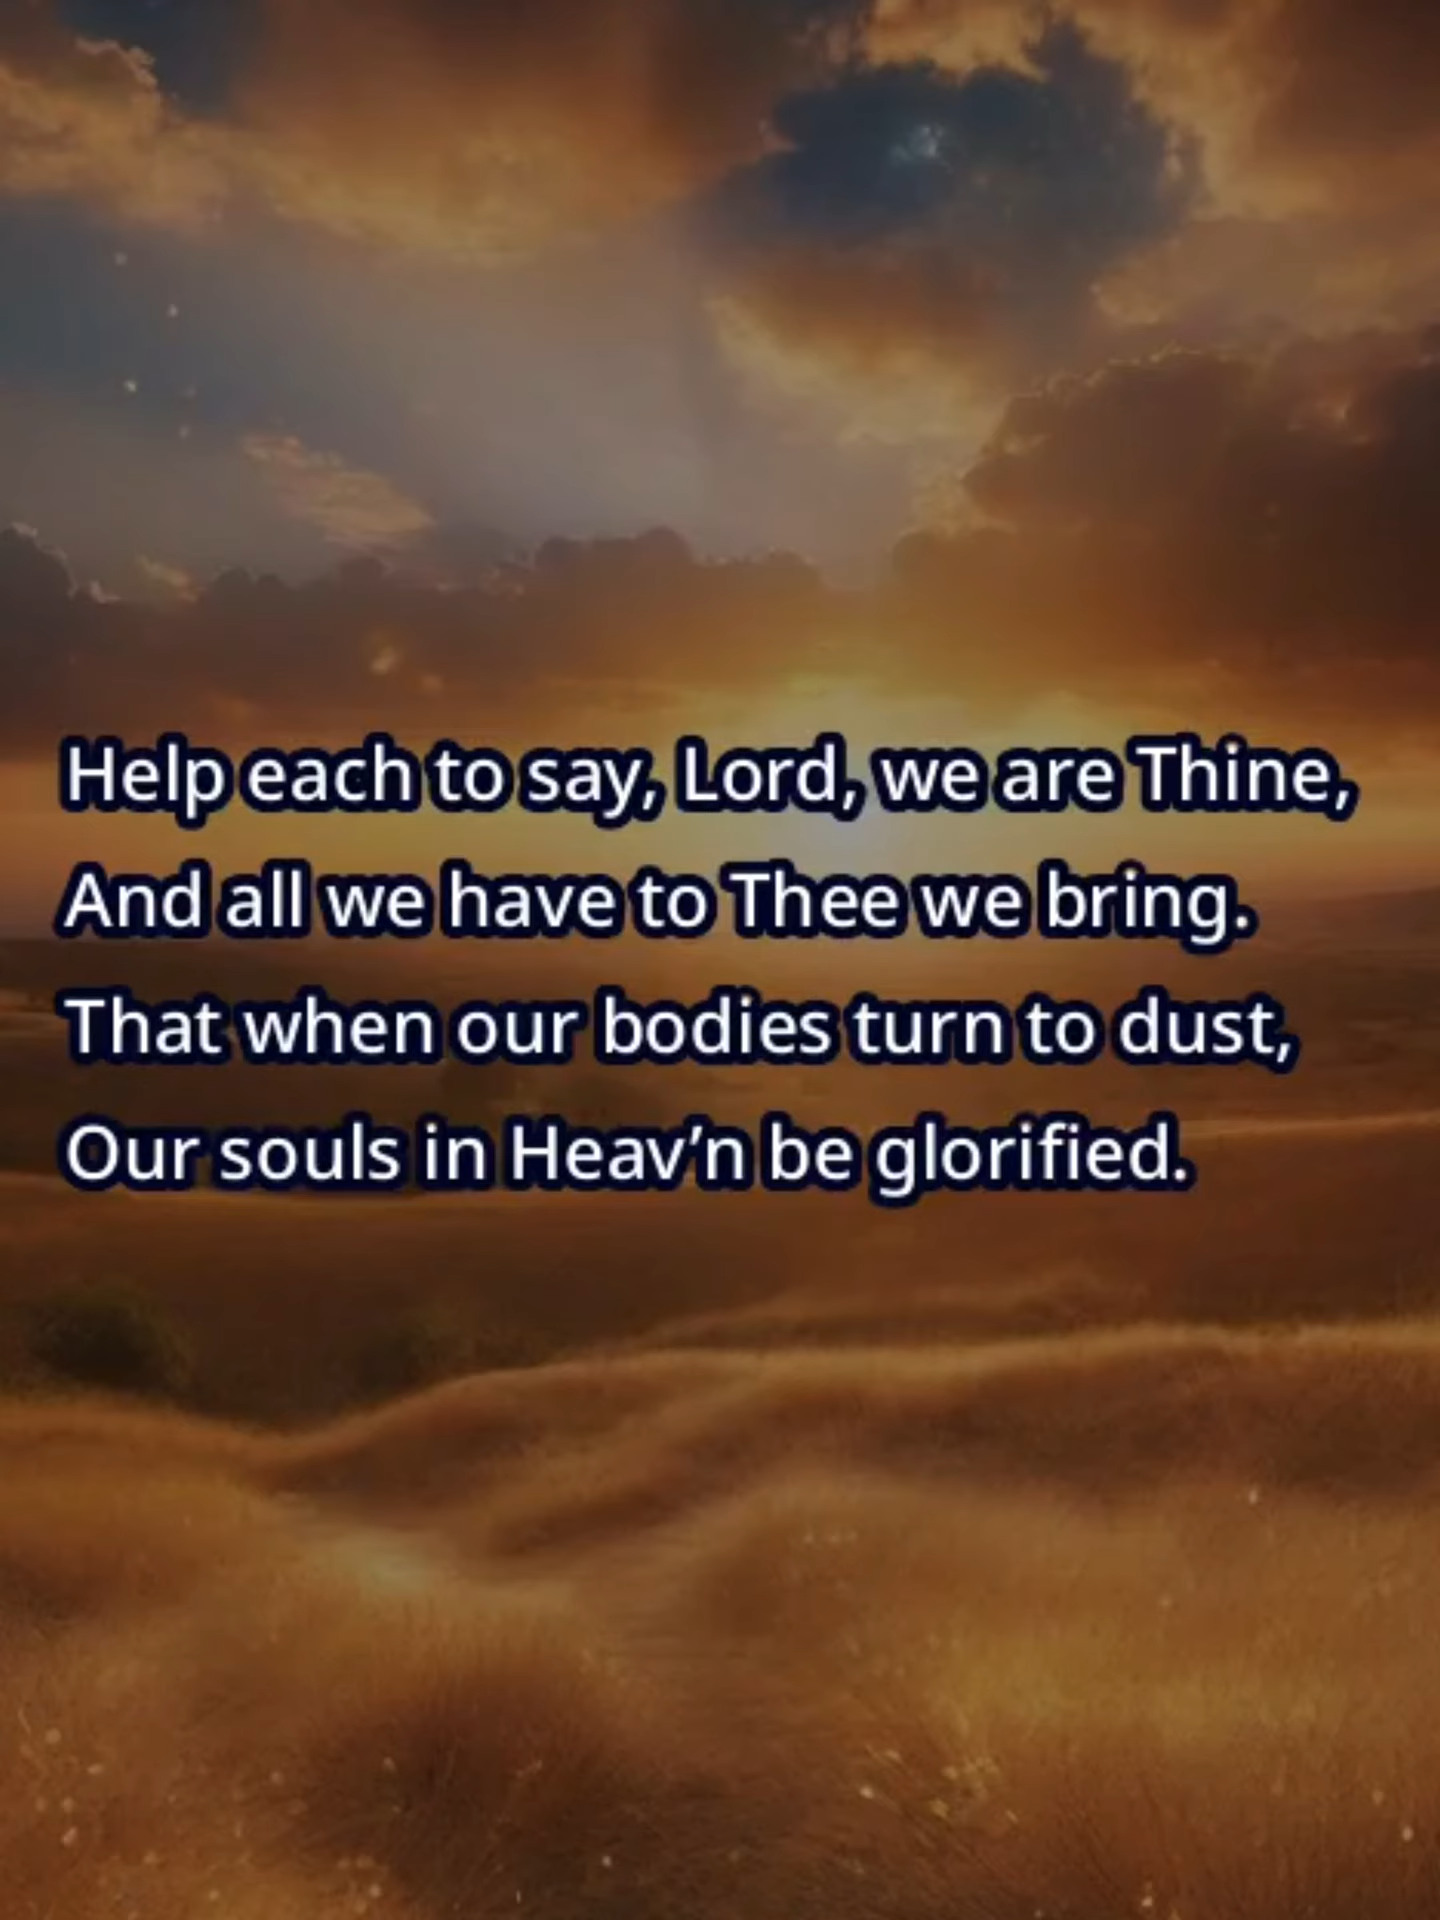 Help each to say, Lord, we are Thine,
And all we have to Thee we bring.
That when our bodies turn to dust,
Our souls in Heav’n be glorified.